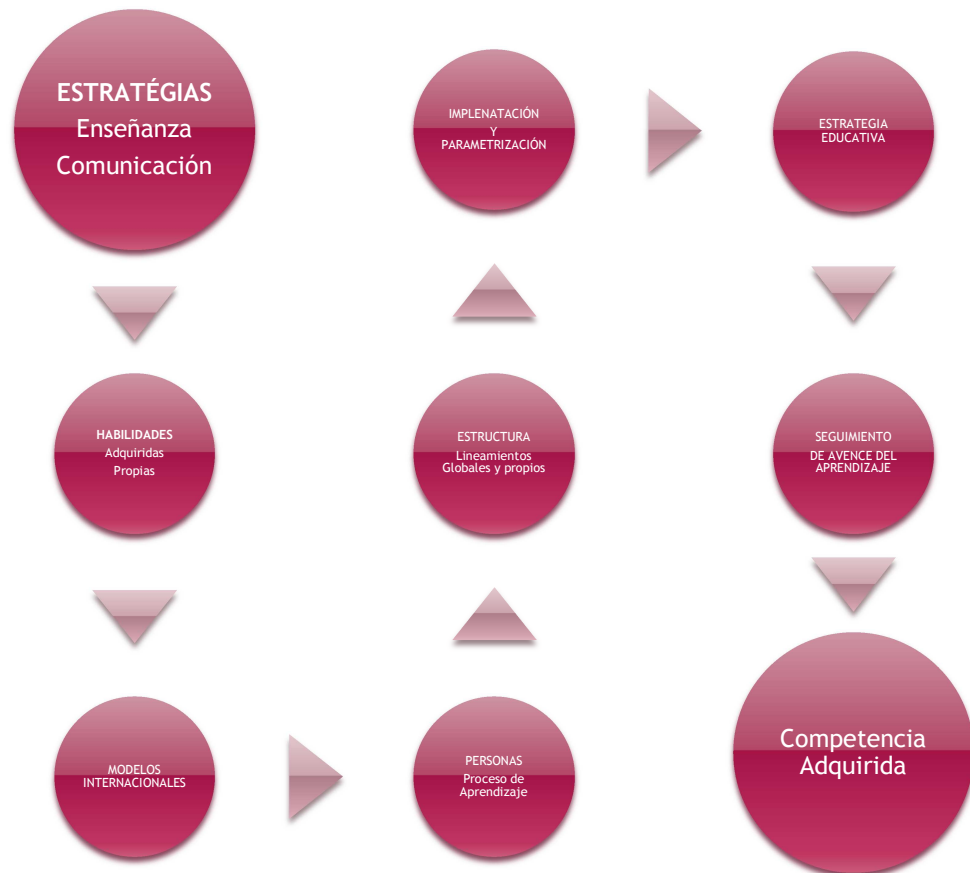 ESTRATÉGIAS
Enseñanza
Comunicación
HABILIDADES
Adquiridas
Propias
MODELOS
INTERNACIONALES
PERSONAS
Proceso de
Aprendizaje
ESTRUCTURA
Lineamientos
Globales y propios
IMPLENATACIÓN
Y
PARAMETRIZACIÓN
ESTRATEGIA
EDUCATIVA
SEGUIMIENTO
DE AVENCE DEL
APRENDIZAJE
Competencia
Adquirida